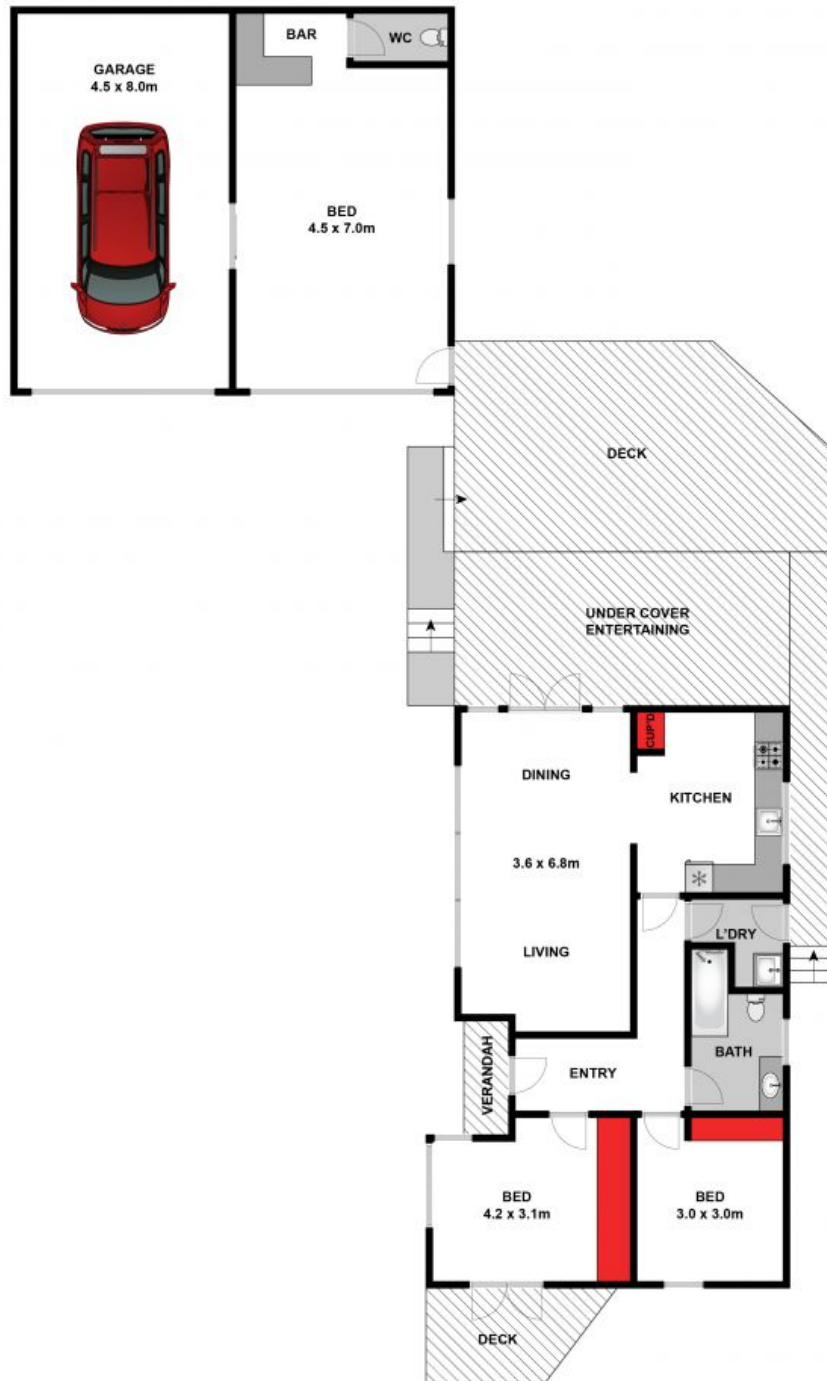 BAR
WC
GARAGE
4.5 x 8.0m
BED
4.5 x 7.0m
DECK
UNDER COVER
ENTERTAINING
CUP'D
DINING
KITCHEN
3.6 x 6.8m
L'DRY
LIVING
VERANDAH
BATH
ENTRY
BED
4.2 x 3.1m
BED
3.0 x 3.0m
DECK